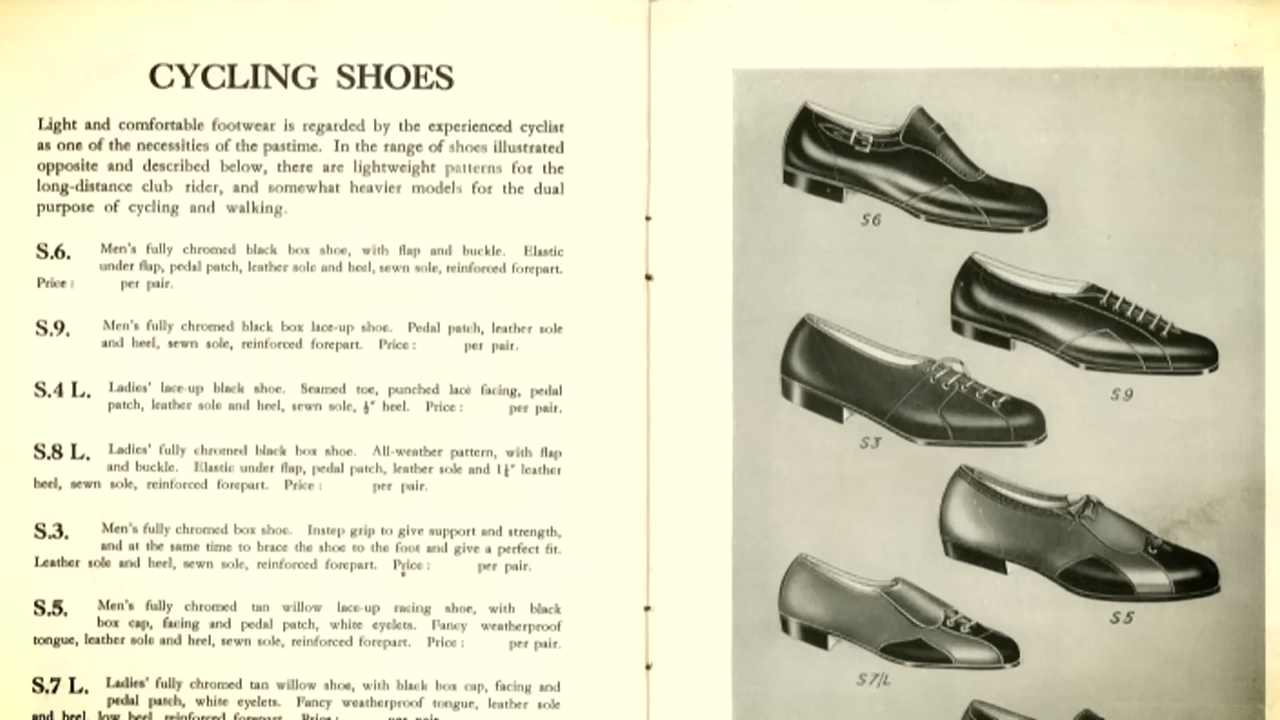 CYCLING SHOES
Light and comfortable footwear is regarded by the experienced cyclist
as one of the necessities of the pastime. In the range of shoes illustrated
opposite and described below, there are lightweight patterns for the
long-distance club rider, and somewhat heavier models for the dual
purpose of cycling and walking.
S.6. Men's fully chromed black box shoe, with flap and buckle. Elastic
under flap, pedal patch, leather sole and heel, sewn sole, reinforced forepart.
Price : per pair.
S.9. Men's fully chromed black box lace-up shoe. Pedal patch, leather sole
and heel, sewn sole, reinforced forepart. Price : per pair.
S.4 L. Ladies' lace-up black shoe. Seamed toe, punched lace facing, pedal
patch, leather sole and heel, sewn sole, heel. Price : per pair.
S.8 L. Ladies' fully chromed black box shoe. All-weather pattern, with flap
and buckle. Elastic under flap, pedal patch, leather sole and leather
heel, sewn sole, reinforced forepart. Price : per pair.
S.3. Men's fully chromed box shoe. Instep grip to give support and strength,
and at the same time to brace the shoe to the foot and give a perfect fit.
Leather sole and heel, sewn sole, reinforced forepart. Price : per pair.
S.5. Men's fully chromed tan willow lace-up racing shoe, with black
box cap, facing and pedal patch, white eyelets. Fancy weatherproof
tongue, leather sole and heel, sewn sole, reinforced forepart. Price : per pair.
S.7 L. Ladies' fully chromed tan willow shoe, with black box cap, facing and
pedal patch, white eyelets. Fancy weatherproof tongue, leather sole
and heel, low heel, reinforced forepart. Price : per pair.
S6
S9
S3
S5
S7/L